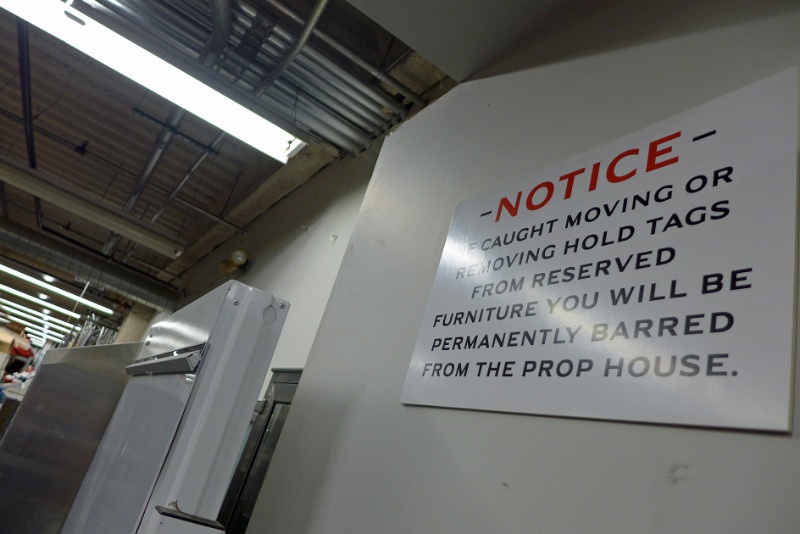 -NOTICE-
IF CAUGHT MOVING OR
REMOVING HOLD TAGS
FROM RESERVED
FURNITURE YOU WILL BE
PERMANENTLY BARRED
FROM THE PROP HOUSE.